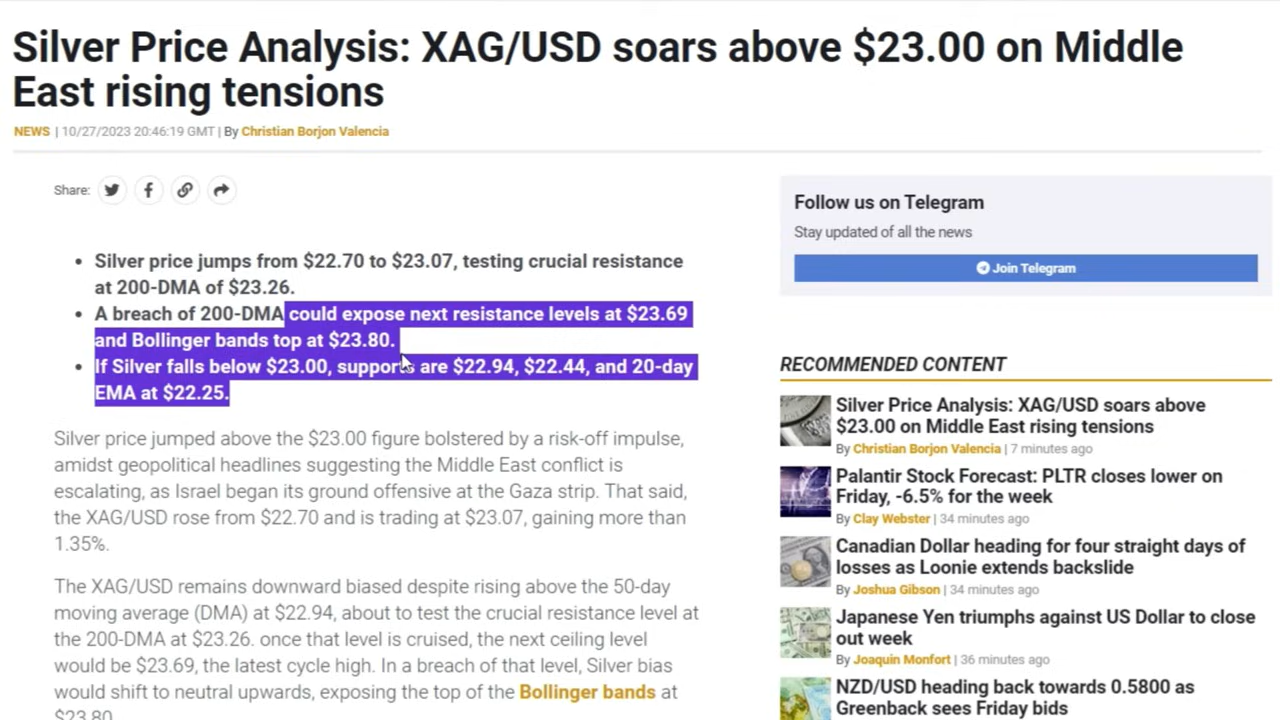 Silver Price Analysis: XAG/USD soars above $23.00 on Middle
East rising tensions
NEWS | 10/27/2023 20:46:19 GMT | By Christian Borjon Valencia
Share:
• Silver price jumps from $22.70 to $23.07, testing crucial resistance
at 200-DMA of $23.26.
• A breach of 200-DMA could expose next resistance levels at $23.69
and Bollinger bands top at $23.80.
• If Silver falls below $23.00, supports are $22.94, $22.44, and 20-day
EMA at $22.25.
Silver price jumped above the $23.00 figure bolstered by a risk-off impulse,
amidst geopolitical headlines suggesting the Middle East conflict is
escalating, as Israel began its ground offensive at the Gaza strip. That said,
the XAG/USD rose from $22.70 and is trading at $23.07, gaining more than
1.35%.
The XAG/USD remains downward biased despite rising above the 50-day
moving average (DMA) at $22.94, about to test the crucial resistance level at
the 200-DMA at $23.26. once that level is cruised, the next ceiling level
would be $23.69, the latest cycle high. In a breach of that level, Silver bias
would shift to neutral upwards, exposing the top of the Bollinger bands at
$23.80
Follow us on Telegram
Stay updated of all the news
Join Telegram
RECOMMENDED CONTENT
Silver Price Analysis: XAG/USD soars above
$23.00 on Middle East rising tensions
By Christian Borjon Valencia | 7 minutes ago
Palantir Stock Forecast: PLTR closes lower on
Friday, -6.5% for the week
By Clay Webster | 34 minutes ago
Canadian Dollar heading for four straight days of
losses as Loonie extends backslide
By Joshua Gibson | 34 minutes ago
Japanese Yen triumphs against US Dollar to close
out week
By Joaquin Monfort | 36 minutes ago
NZD/USD heading back towards 0.5800 as
Greenback sees Friday bids